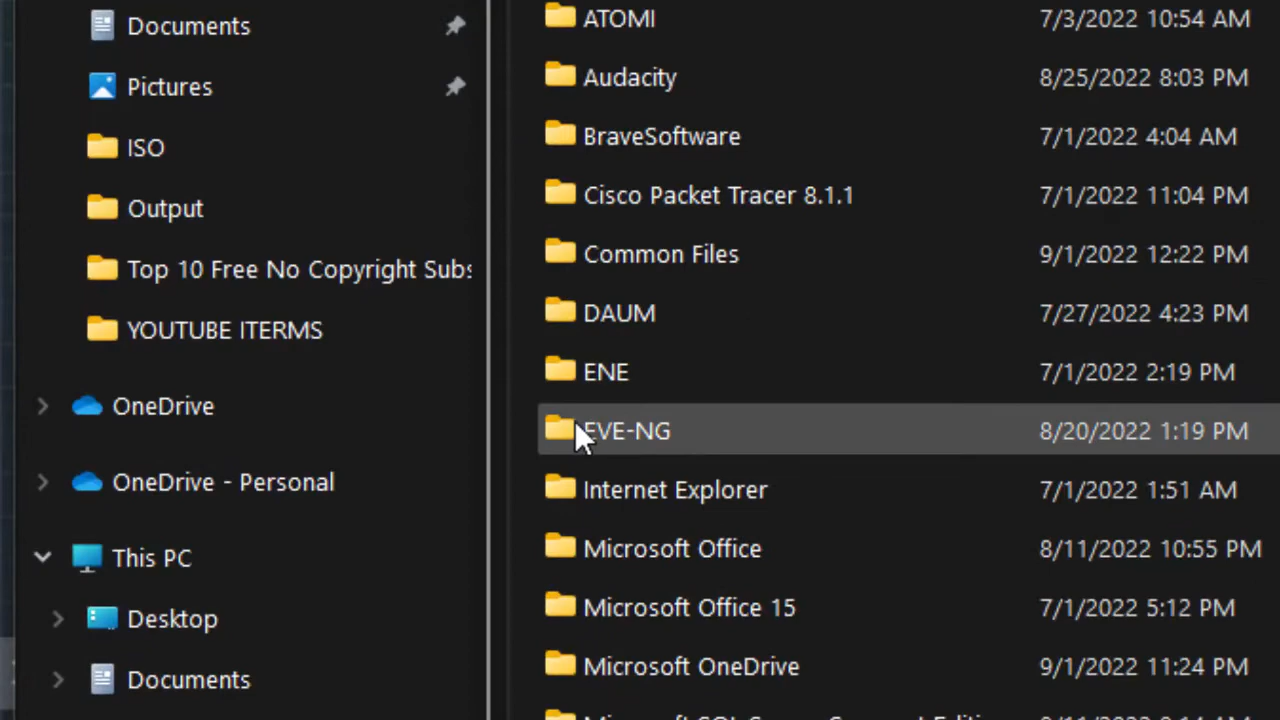 Documents
Pictures
ISO
Output
Top 10 Free No Copyright Subs
YOUTUBE ITERMS
OneDrive
OneDrive - Personal
This PC
Desktop
Documents
ATOMI 7/3/2022 10:54 AM
Audacity 8/25/2022 8:03 PM
BraveSoftware 7/1/2022 4:04 AM
Cisco Packet Tracer 8.1.1 7/1/2022 11:04 PM
Common Files 9/1/2022 12:22 PM
DAUM 7/27/2022 4:23 PM
ENE 7/1/2022 2:19 PM
EVE-NG 8/20/2022 1:19 PM
Internet Explorer 7/1/2022 1:51 AM
Microsoft Office 8/11/2022 10:55 PM
Microsoft Office 15 7/1/2022 5:12 PM
Microsoft OneDrive 9/1/2022 11:24 PM
Microsoft SQL Server Compact